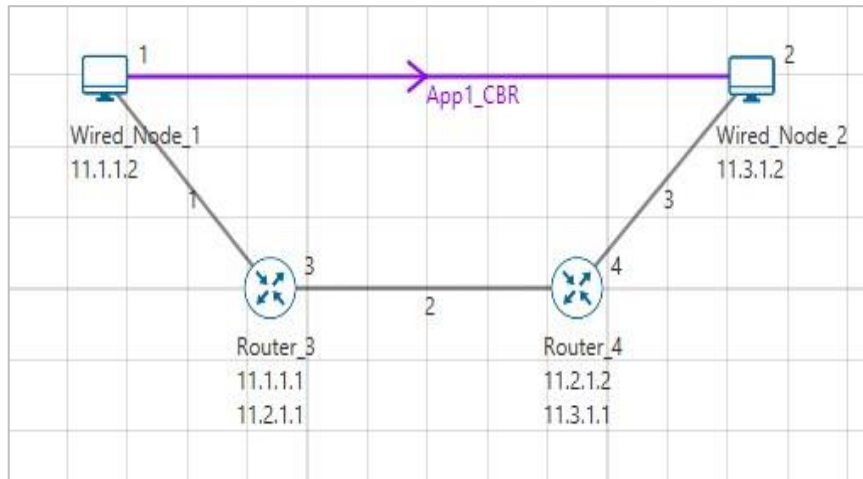 1
2
App1_CBR
Wired_Node_1
11.1.1.2
Wired_Node_2
11.3.1.2
1
3
3
4
2
Router_3
11.1.1.1
11.2.1.1
Router_4
11.2.1.2
11.3.1.1